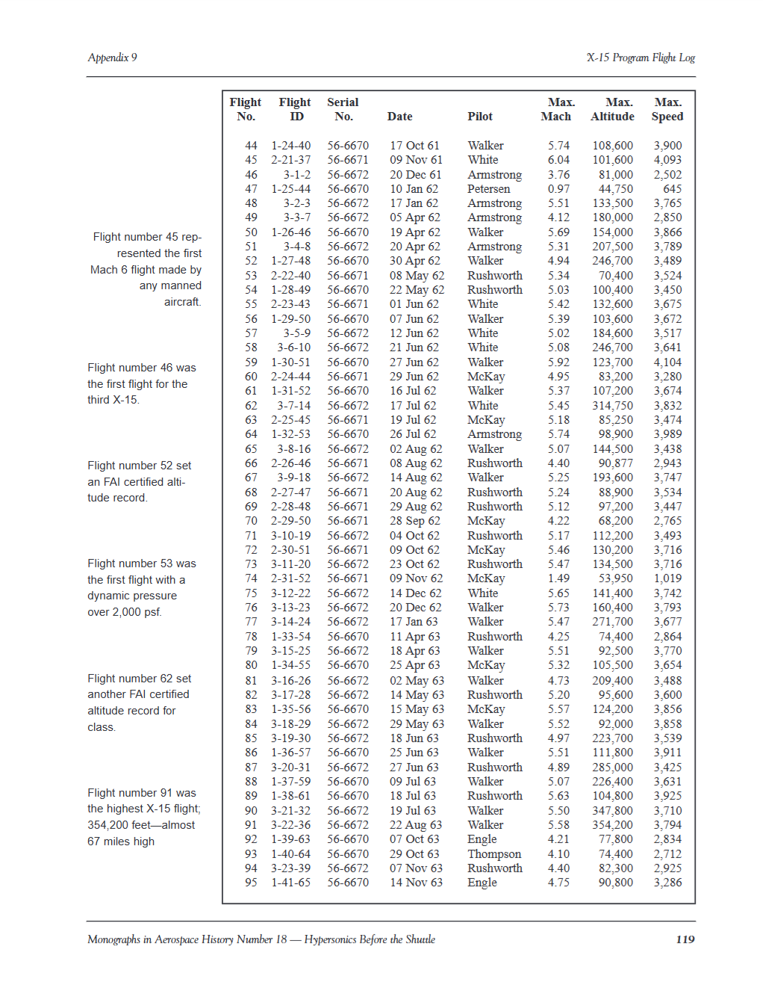 Appendix 9 X-15 Program Flight Log
Flight Flight Serial Max. Max. Max.
No. ID No. Date Pilot Mach Altitude Speed
44 1-24-40 56-6670 17 Oct 61 Walker 5.74 108,600 3,900
45 2-21-37 56-6671 09 Nov 61 White 6.04 101,600 4,093
46 3-1-2 56-6672 20 Dec 61 Armstrong 3.76 81,000 2,502
47 1-25-44 56-6670 10 Jan 62 Petersen 0.97 44,750 645
48 3-2-3 56-6672 17 Jan 62 Armstrong 5.51 133,500 3,765
49 3-3-7 56-6672 05 Apr 62 Armstrong 4.12 180,000 2,850
50 1-26-46 56-6670 19 Apr 62 Walker 5.69 154,000 3,866
51 3-4-8 56-6672 20 Apr 62 Armstrong 5.31 207,500 3,789
52 1-27-48 56-6670 30 Apr 62 Walker 4.94 246,700 3,489
53 2-22-40 56-6671 08 May 62 Rushworth 5.34 70,400 3,524
54 1-28-49 56-6670 22 May 62 Rushworth 5.03 100,400 3,450
55 2-23-43 56-6671 01 Jun 62 White 5.42 132,600 3,675
56 1-29-50 56-6670 07 Jun 62 Walker 5.39 103,600 3,672
57 3-5-9 56-6672 12 Jun 62 White 5.02 184,600 3,517
58 3-6-10 56-6672 21 Jun 62 White 5.08 246,700 3,641
59 1-30-51 56-6670 27 Jun 62 Walker 5.92 123,700 4,104
60 2-24-44 56-6671 29 Jun 62 McKay 4.95 83,200 3,280
61 1-31-52 56-6670 16 Jul 62 Walker 5.37 107,200 3,674
62 3-7-14 56-6672 17 Jul 62 White 5.45 314,750 3,832
63 2-25-45 56-6671 19 Jul 62 McKay 5.18 85,250 3,474
64 1-32-53 56-6670 26 Jul 62 Armstrong 5.74 98,900 3,989
65 3-8-16 56-6672 02 Aug 62 Walker 5.07 144,500 3,438
66 2-26-46 56-6671 08 Aug 62 Rushworth 4.40 90,877 2,943
67 3-9-18 56-6672 14 Aug 62 Walker 5.25 193,600 3,747
68 2-27-47 56-6671 20 Aug 62 Rushworth 5.24 88,900 3,534
69 2-28-48 56-6671 29 Aug 62 Rushworth 5.12 97,200 3,447
70 2-29-50 56-6671 28 Sep 62 McKay 4.22 68,200 2,765
71 3-10-19 56-6672 04 Oct 62 Rushworth 5.17 112,200 3,493
72 2-30-51 56-6671 09 Oct 62 McKay 5.46 130,200 3,716
73 3-11-20 56-6672 23 Oct 62 Rushworth 5.47 134,500 3,716
74 2-31-52 56-6671 09 Nov 62 McKay 1.49 53,950 1,019
75 3-12-22 56-6672 14 Dec 62 White 5.65 141,400 3,742
76 3-13-23 56-6672 20 Dec 62 Walker 5.73 160,400 3,793
77 3-14-24 56-6672 17 Jan 63 Walker 5.47 271,700 3,677
78 1-33-54 56-6670 11 Apr 63 Rushworth 4.25 74,400 2,864
79 3-15-25 56-6672 18 Apr 63 Walker 5.51 92,500 3,770
80 1-34-55 56-6670 25 Apr 63 McKay 5.32 105,500 3,654
81 3-16-26 56-6672 02 May 63 Walker 4.73 209,400 3,488
82 3-17-28 56-6672 14 May 63 Rushworth 5.20 95,600 3,600
83 1-35-56 56-6670 15 May 63 McKay 5.57 124,200 3,856
84 3-18-29 56-6672 29 May 63 Walker 5.52 92,000 3,858
85 3-19-30 56-6672 18 Jun 63 Rushworth 4.97 223,700 3,539
86 1-36-57 56-6670 25 Jun 63 Walker 5.51 111,800 3,911
87 3-20-31 56-6672 27 Jun 63 Rushworth 4.89 285,000 3,425
88 1-37-59 56-6670 09 Jul 63 Walker 5.07 226,400 3,631
89 1-38-61 56-6670 18 Jul 63 Rushworth 5.63 104,800 3,925
90 3-21-32 56-6672 19 Jul 63 Walker 5.50 347,800 3,710
91 3-22-36 56-6672 22 Aug 63 Walker 5.58 354,200 3,794
92 1-39-63 56-6670 07 Oct 63 Engle 4.21 77,800 2,834
93 1-40-64 56-6670 29 Oct 63 Thompson 4.10 74,400 2,712
94 3-23-39 56-6672 07 Nov 63 Rushworth 4.40 82,300 2,925
95 1-41-65 56-6670 14 Nov 63 Engle 4.75 90,800 3,286
Flight number 45 rep-
resented the first
Mach 6 flight made by
any manned
aircraft.
Flight number 46 was
the first flight for the
third X-15.
Flight number 52 set
an FAI certified alti-
tude record.
Flight number 53 was
the first flight with a
dynamic pressure
over 2,000 psf.
Flight number 62 set
another FAI certified
altitude record for
class.
Flight number 91 was
the highest X-15 flight;
354,200 feet—almost
67 miles high
Monographs in Aerospace History Number 18 — Hypersonics Before the Shuttle 119